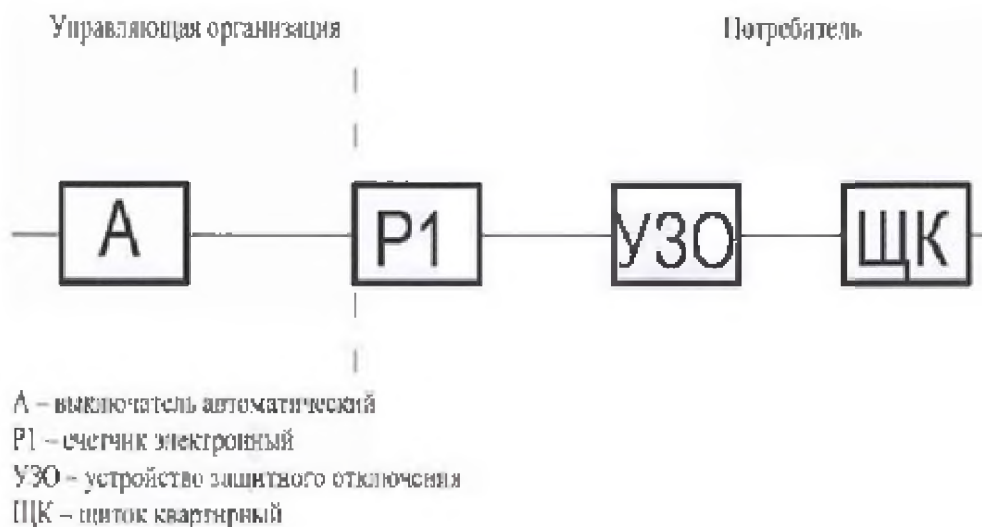 Управляющая организация
Потребитель
А
Р1
УЗО
ЩК
А – выключатель автоматический
Р1 – счетчик электронный
УЗО – устройство защитного отключения
ЩК – щиток квартирный